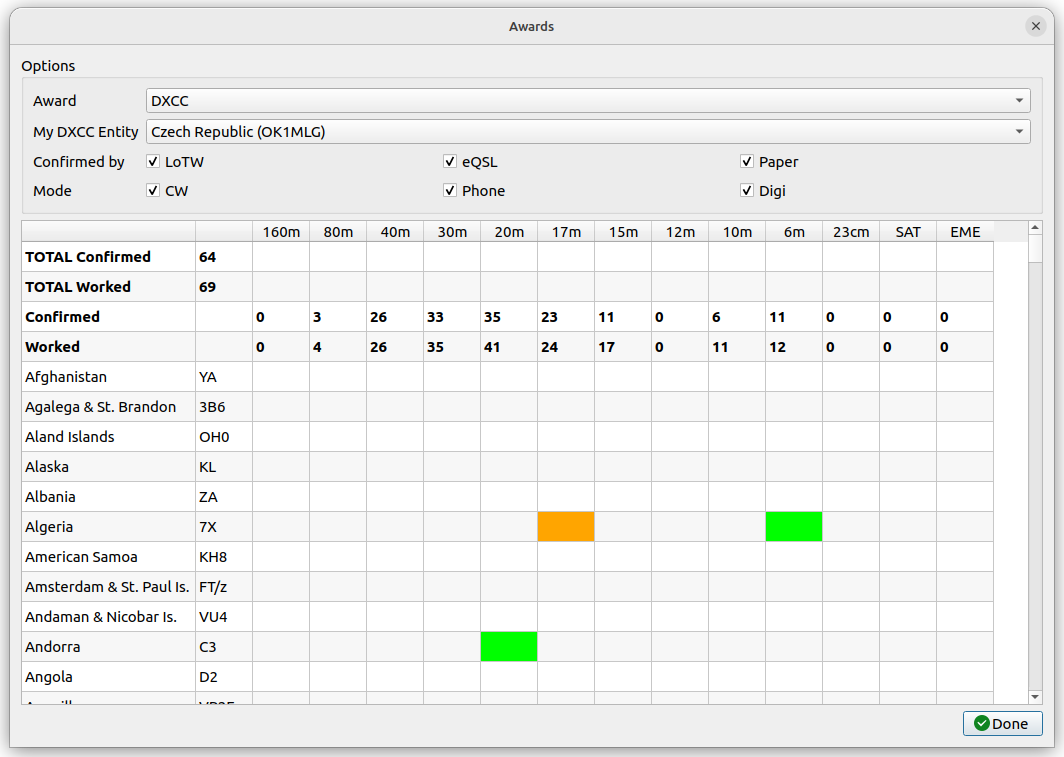 Awards
Options
Award DXCC
My DXCC Entity Czech Republic (OK1MLG)
Confirmed by LoTW eQSL Paper
Mode CW Phone Digi
160m 80m 40m 30m 20m 17m 15m 12m 10m 6m 23cm SAT EME
TOTAL Confirmed 64
TOTAL Worked 69
Confirmed 0 3 26 33 35 23 11 0 6 11 0 0 0
Worked 0 4 26 35 41 24 17 0 11 12 0 0 0
Afghanistan YA
Agalega & St. Brandon 3B6
Aland Islands OH0
Alaska KL
Albania ZA
Algeria 7X
American Samoa KH8
Amsterdam & St. Paul Is. FT/z
Andaman & Nicobar Is. VU4
Andorra C3
Angola D2
Done